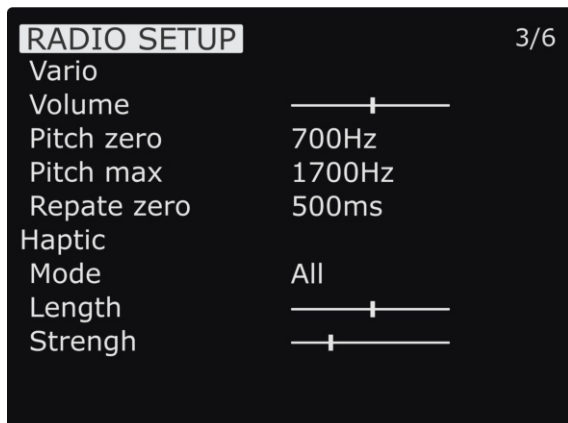 RADIO SETUP 3/6
Vario
Volume
Pitch zero 700Hz
Pitch max 1700Hz
Repate zero 500ms
Haptic
Mode All
Length
Strengh